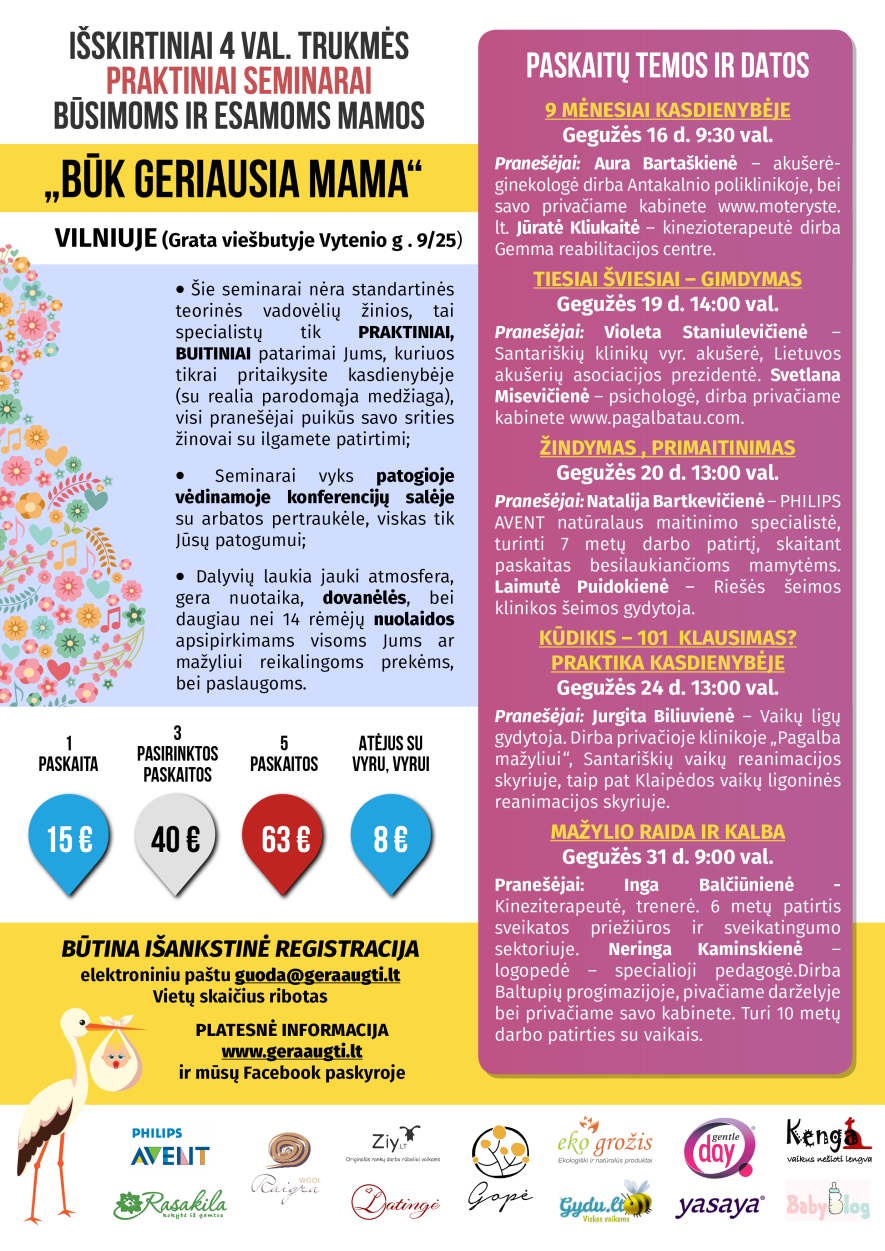 IŠSKIRTINIAI 4 VAL. TRUKMĖS
PRAKTINIAI SEMINARAI
BŪSIMOMS IR ESAMOMS MAMOS
„BŪK GERIAUSIA MAMA“
VILNIUJE (Grata viešbutyje Vytenio g . 9/25)
• Šie seminarai nėra standartinės
teorinės vadovėlių žinios, tai
specialistų tik PRAKTINIAI,
BUITINIAI patarimai Jums, kuriuos
tikrai pritaikysite kasdienybėje
(su realia parodomąja medžiaga),
visi pranešėjai puikūs savo srities
žinovai su ilgamete patirtimi;
• Seminarai vyks patogioje
vėdinamoje konferencijų salėje
su arbatos pertraukėle, viskas tik
Jūsų patogumui;
• Dalyvių laukia jauki atmosfera,
gera nuotaika, dovanėlės, bei
daugiau nei 14 rėmėjų nuolaidos
apsipirkimams visoms Jums ar
mažyliui reikalingoms prekėms,
bei paslaugoms.
1
PASKAITA
15 €
3
PASIRINKTOS
PASKAITOS
40 €
5
PASKAITOS
63 €
ATĖJUS SU
VYRU, VYRUI
8 €
BŪTINA IŠANKSTINĖ REGISTRACIJA
elektroniniu paštu guoda@geraaugti.lt
Vietų skaičius ribotas
PLATESNĖ INFORMACIJA
www.geraaugti.lt
ir mūsų Facebook paskyroje
PASKAITŲ TEMOS IR DATOS
9 MĖNESIAI KASDIENYBĖJE
Gegužės 16 d. 9:30 val.
Pranešėjai: Aura Bartaškienė – akušerė-
ginekologė dirba Antakalnio poliklinikoje, bei
savo privačiame kabinete www.moteryste.
lt. Jūratė Kliukaitė – kinezioterapeutė dirba
Gemma reabilitacijos centre.
TIESIAI ŠVIESIAI – GIMDYMAS
Gegužės 19 d. 14:00 val.
Pranešėjai: Violeta Staniulevičienė –
Santariškių klinikų vyr. akušerė, Lietuvos
akušerių asociacijos prezidentė. Svetlana
Misevičienė – psichologė, dirba privačiame
kabinete www.pagalbatau.com.
ŽINDYMAS , PRIMAITINIMAS
Gegužės 20 d. 13:00 val.
Pranešėjai: Natalija Bartkevičienė – PHILIPS
AVENT natūralaus maitinimo specialistė,
turinti 7 metų darbo patirtį, skaitant
paskaitas besilaukiančioms mamytėms.
Laimutė Puidokienė – Riešės šeimos
klinikos šeimos gydytoja.
KŪDIKIS – 101 KLAUSIMAS?
PRAKTIKA KASDIENYBĖJE
Gegužės 24 d. 13:00 val.
Pranešėjai: Jurgita Biliuvienė – Vaikų ligų
gydytoja. Dirba privačioje klinikoje „Pagalba
mažyliui“, Santariškių vaikų reanimacijos
skyriuje, taip pat Klaipėdos vaikų ligoninės
reanimacijos skyriuje.
MAŽYLIO RAIDA IR KALBA
Gegužės 31 d. 9:00 val.
Pranešėjai: Inga Balčiūnienė -
Kineziterapeutė, trenerė. 6 metų patirtis
sveikatos priežiūros ir sveikatingumo
sektoriuje. Neringa Kaminskienė –
logopedė – specialioji pedagogė.Dirba
Baltupių progimazijoje, pivačiame darželyje
bei privačiame savo kabinete. Turi 10 metų
darbo patirties su vaikais.
PHILIPS
AVENT
Raigra
WOOL
Ziy LT
Originalūs rankų darbo rūbeliai vaikams
Gopė
eko grožis
Ekologiški ir natūralūs produktai
gentle
day
Kenga
vaikus nešioti lengva
Rasakila
kokybė iš gamtos
Latingė
Gydu.lt
Viskas vaikams
yasaya®
Baby Blog